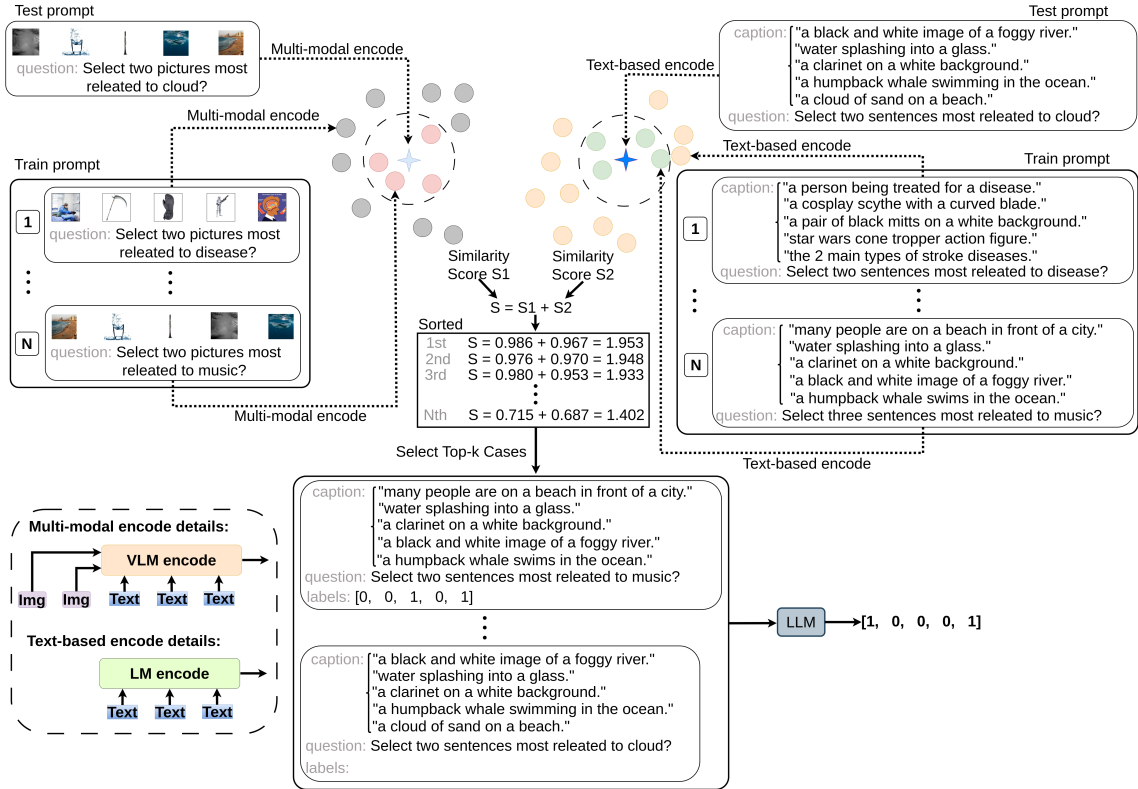 Test prompt
question: Select two pictures most
releated to cloud?
Multi-modal encode
Multi-modal encode
Train prompt
1
question: Select two pictures most
releated to disease?
N
question: Select two pictures most
releated to music?
Multi-modal encode
Test prompt
caption: "a black and white image of a foggy river."
"water splashing into a glass."
"a clarinet on a white background."
"a humpback whale swimming in the ocean."
"a cloud of sand on a beach."
question: Select two sentences most releated to cloud?
Text-based encode
Text-based encode
Train prompt
1
caption: "a person being treated for a disease."
"a cosplay scythe with a curved blade."
"a pair of black mitts on a white background."
"star wars cone tropper action figure."
"the 2 main types of stroke diseases."
question: Select two sentences most releated to disease?
N
caption: "many people are on a beach in front of a city."
"water splashing into a glass."
"a clarinet on a white background."
"a black and white image of a foggy river."
"a humpback whale swims in the ocean."
question: Select three sentences most releated to music?
Text-based encode
Similarity
Score S1
Similarity
Score S2
S = S1 + S2
Sorted
1st S = 0.986 + 0.967 = 1.953
2nd S = 0.976 + 0.970 = 1.948
3rd S = 0.980 + 0.953 = 1.933
Nth S = 0.715 + 0.687 = 1.402
Select Top-k Cases
caption: "many people are on a beach in front of a city."
"water splashing into a glass."
"a clarinet on a white background."
"a black and white image of a foggy river."
"a humpback whale swims in the ocean."
question: Select two sentences most releated to music?
labels: [0, 0, 1, 0, 1]
caption: "a black and white image of a foggy river."
"water splashing into a glass."
"a clarinet on a white background."
"a humpback whale swimming in the ocean."
"a cloud of sand on a beach."
question: Select two sentences most releated to cloud?
labels:
LLM
[1, 0, 0, 0, 1]
Multi-modal encode details:
VLM encode
Img Img Text Text Text
Text-based encode details:
LM encode
Text Text Text